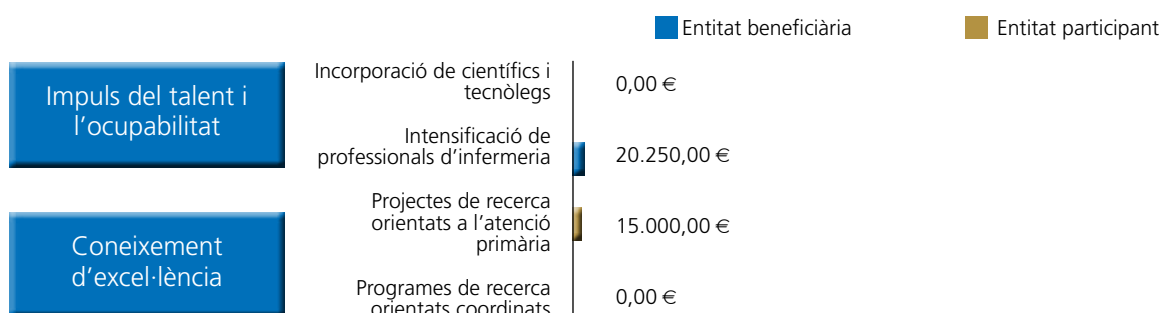 Entitat beneficiària
Entitat participant
Impuls del talent i
l'ocupabilitat
Incorporació de científics i
tecnòlegs
0,00 €
Intensificació de
professionals d'infermeria
20.250,00 €
Coneixement
d'excel·lència
Projectes de recerca
orientats a l'atenció
primària
15.000,00 €
Programes de recerca
orientats coordinats
0,00 €